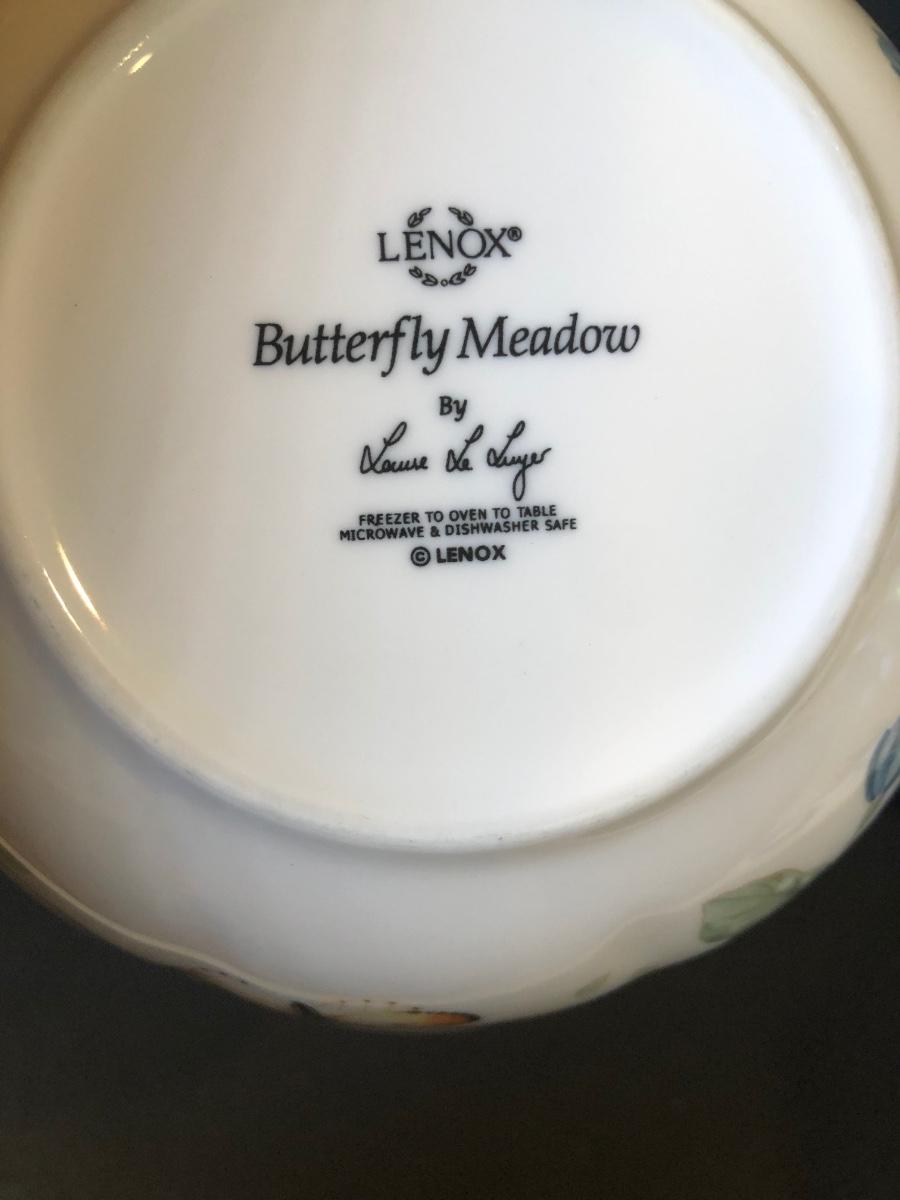 LENOX®
Butterfly Meadow
By
Louise Le Luyer
FREEZER TO OVEN TO TABLE
MICROWAVE & DISHWASHER SAFE
© LENOX